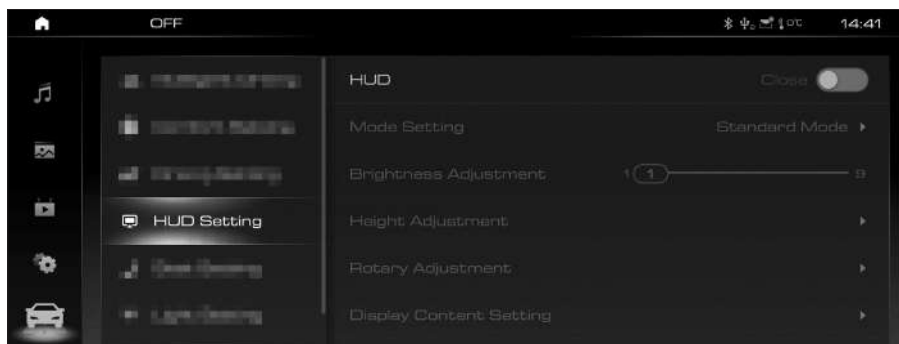 OFF
0℃
14:41
HUD
Close
Mode Setting
Standard Mode
Brightness Adjustment
1
1
9
HUD Setting
Height Adjustment
Rotary Adjustment
Display Content Setting